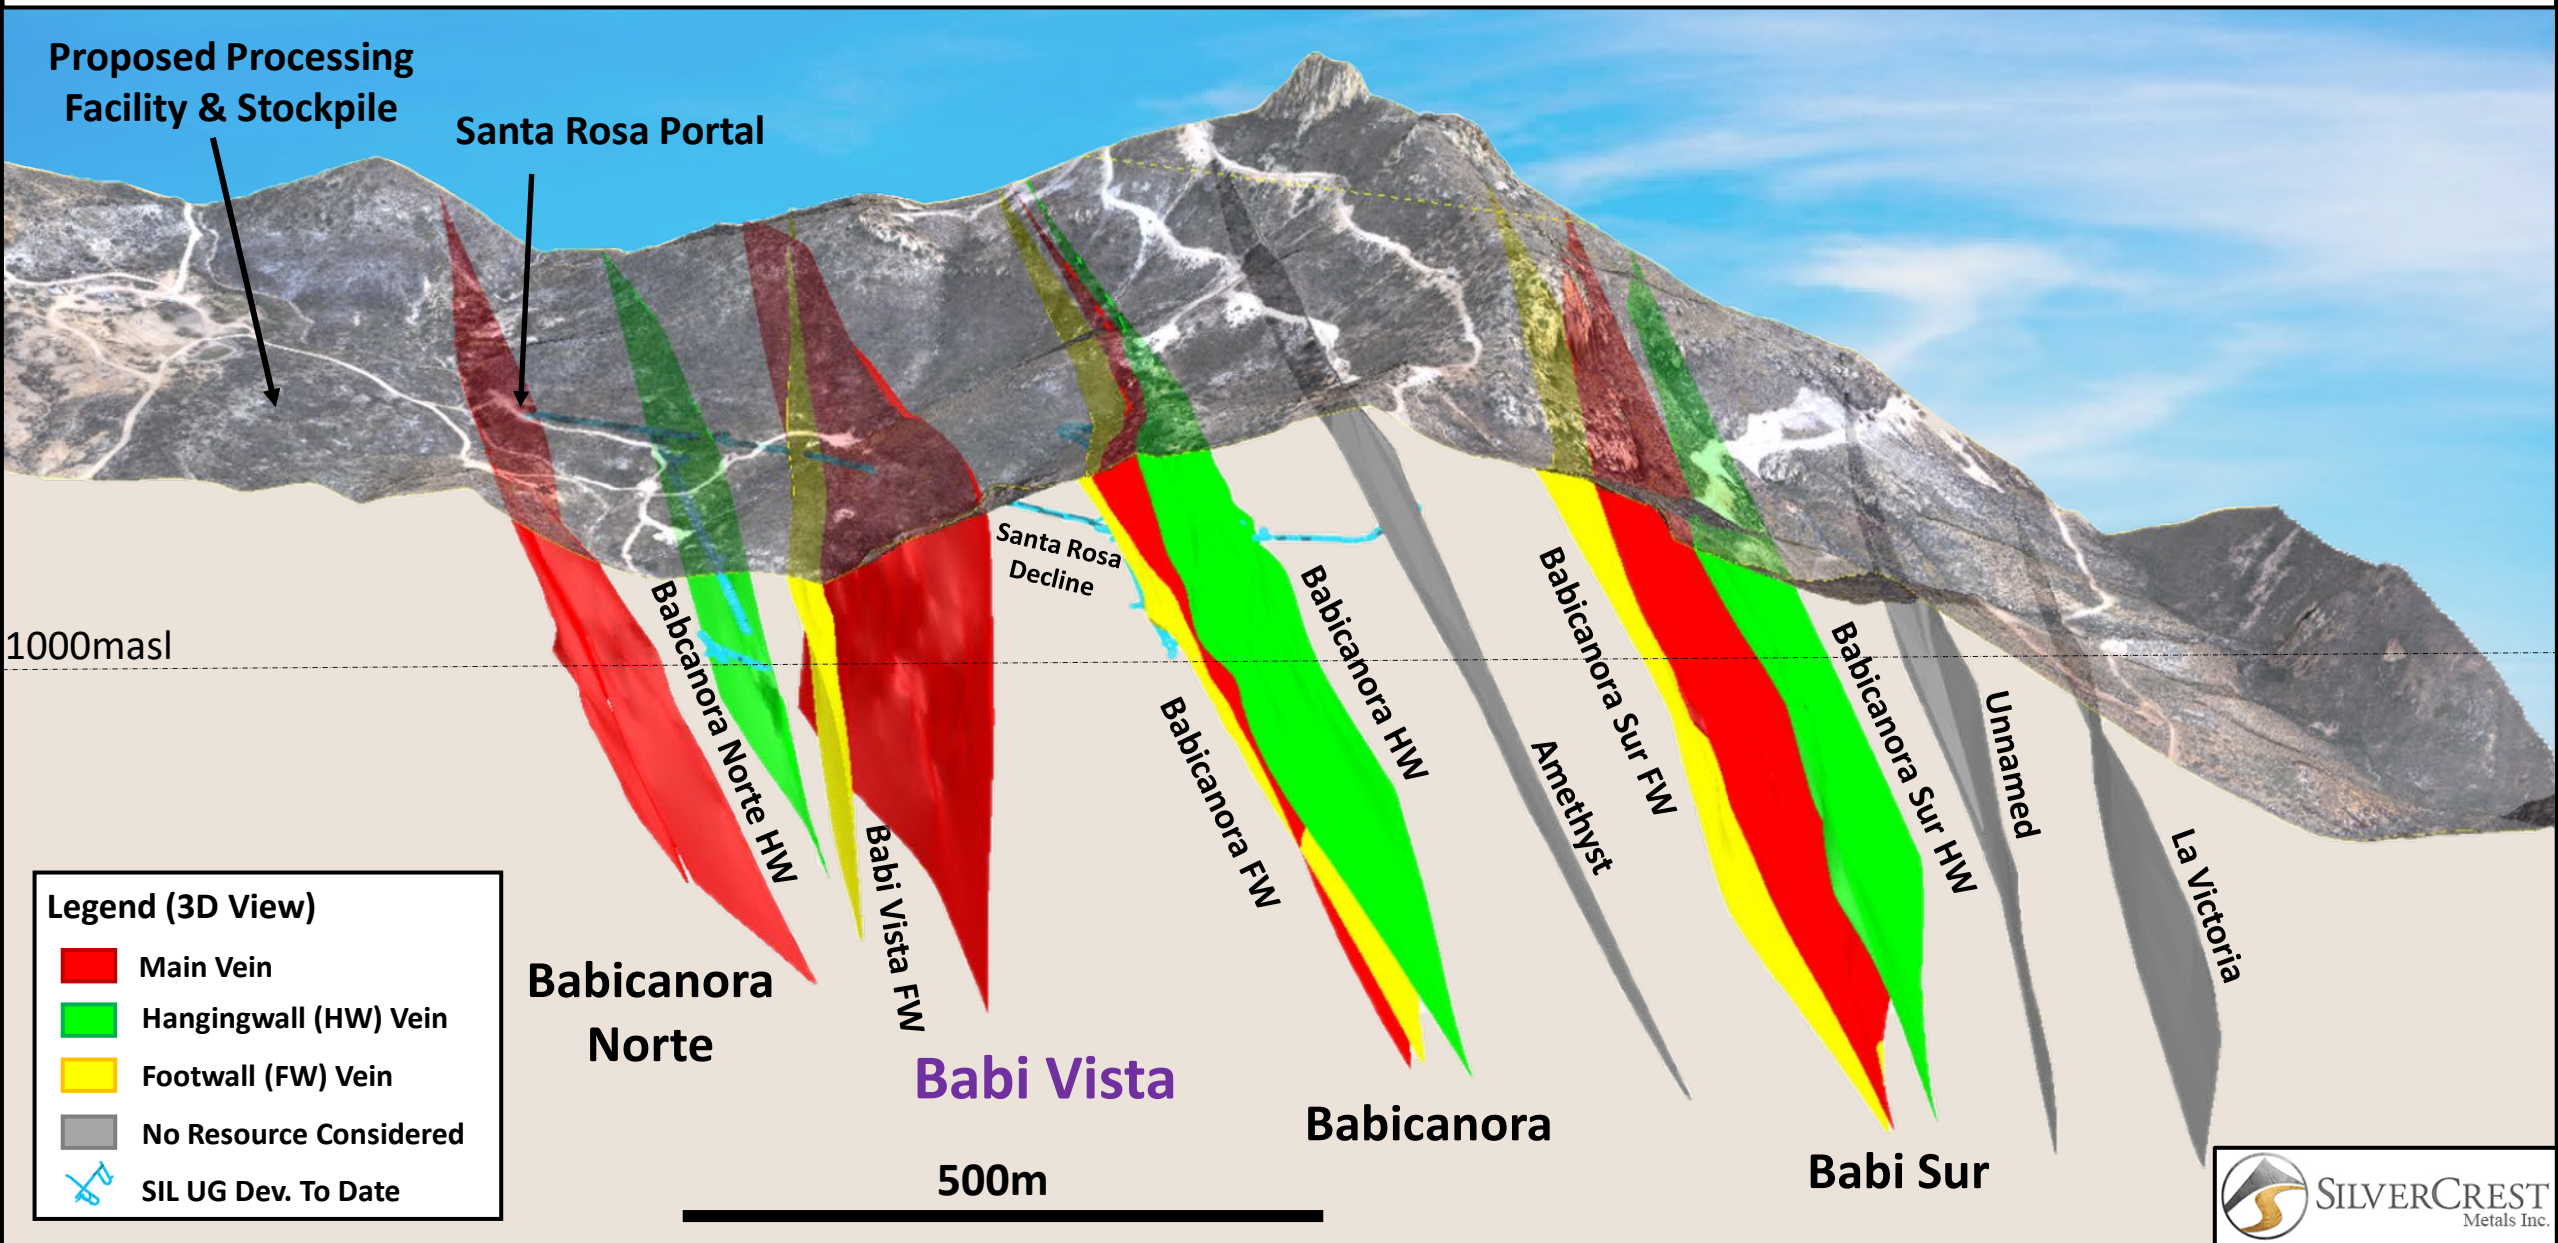 Proposed Processing
Facility & Stockpile
Santa Rosa Portal
Santa Rosa
Decline
1000masl
Babcanora Norte HW
Babi Vista FW
Babicanora FW
Babicanora HW
Amethyst
Babicanora Sur FW
Babicanora Sur HW
Unnamed
La Victoria
Babicanora
Norte
Babi Vista
Babicanora
Babi Sur
500m
Legend (3D View)
Main Vein
Hangingwall (HW) Vein
Footwall (FW) Vein
No Resource Considered
SIL UG Dev. To Date
SILVERCREST
Metals Inc.